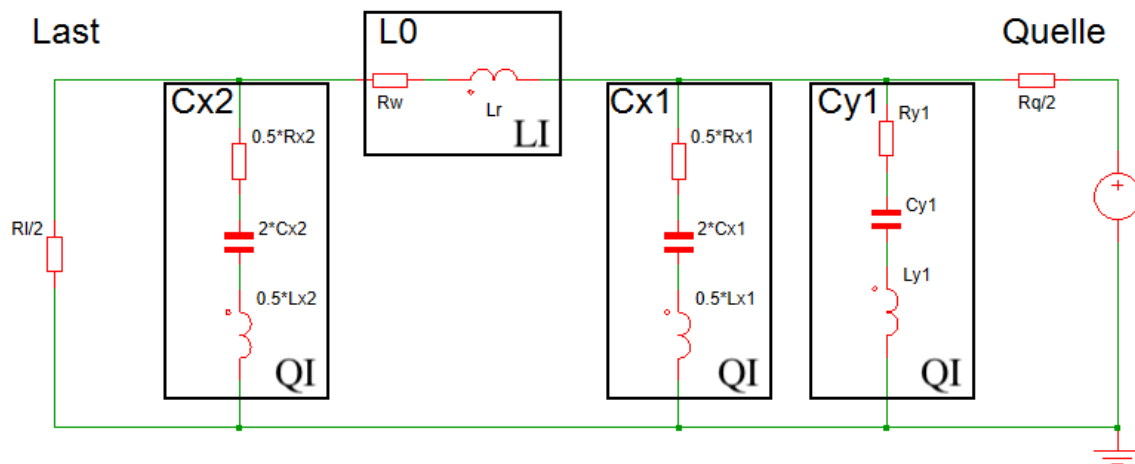 Last
L0
Quelle
Rw
Lr
LI
Cx2
0.5*Rx2
2*Cx2
0.5*Lx2
QI
Cx1
0.5*Rx1
2*Cx1
0.5*Lx1
QI
Cy1
Ry1
Cy1
Ly1
QI
Rq/2
+
Rl/2